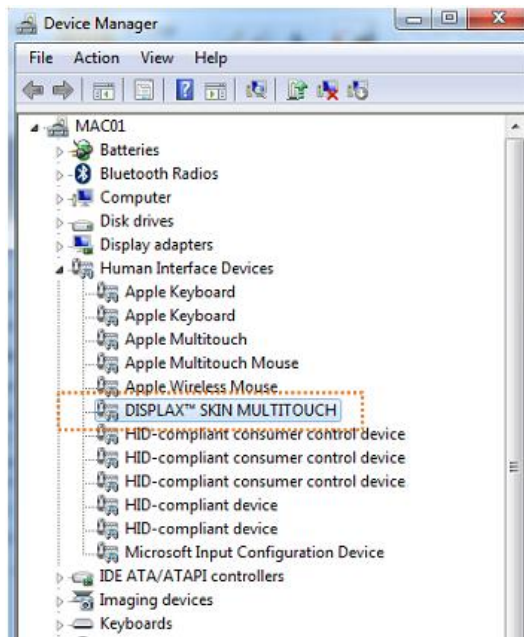 Device Manager
File Action View Help
MAC01
Batteries
Bluetooth Radios
Computer
Disk drives
Display adapters
Human Interface Devices
Apple Keyboard
Apple Keyboard
Apple Multitouch
Apple Multitouch Mouse
Apple Wireless Mouse
DISPLAX™ SKIN MULTITOUCH
HID-compliant consumer control device
HID-compliant consumer control device
HID-compliant consumer control device
HID-compliant device
HID-compliant device
Microsoft Input Configuration Device
IDE ATA/ATAPI controllers
Imaging devices
Keyboards